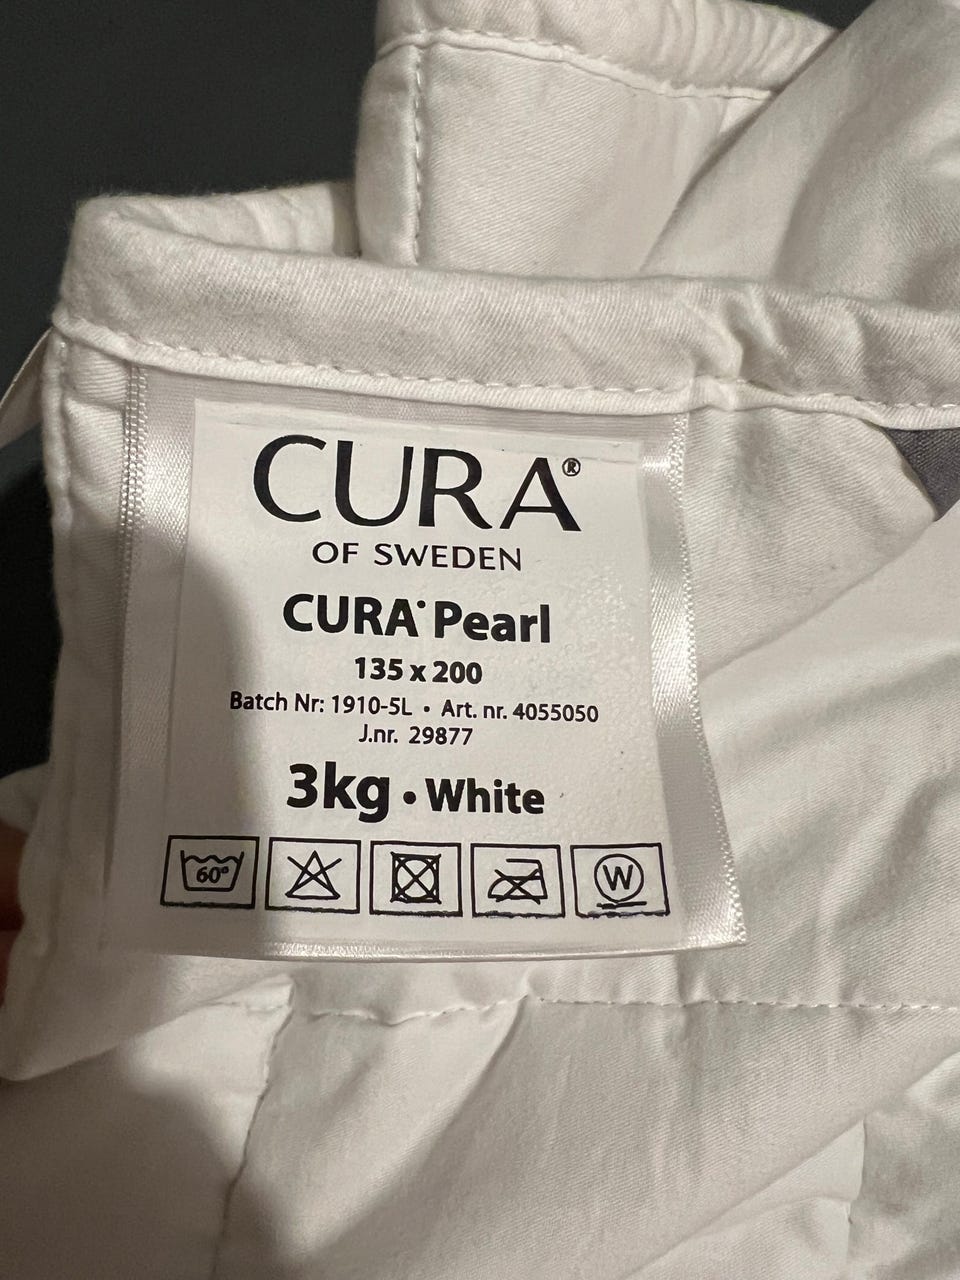 CURA®
OF SWEDEN
CURA® Pearl
135 x 200
Batch Nr: 1910-5L • Art. nr. 4055050
J.nr. 29877
3kg • White
60° W